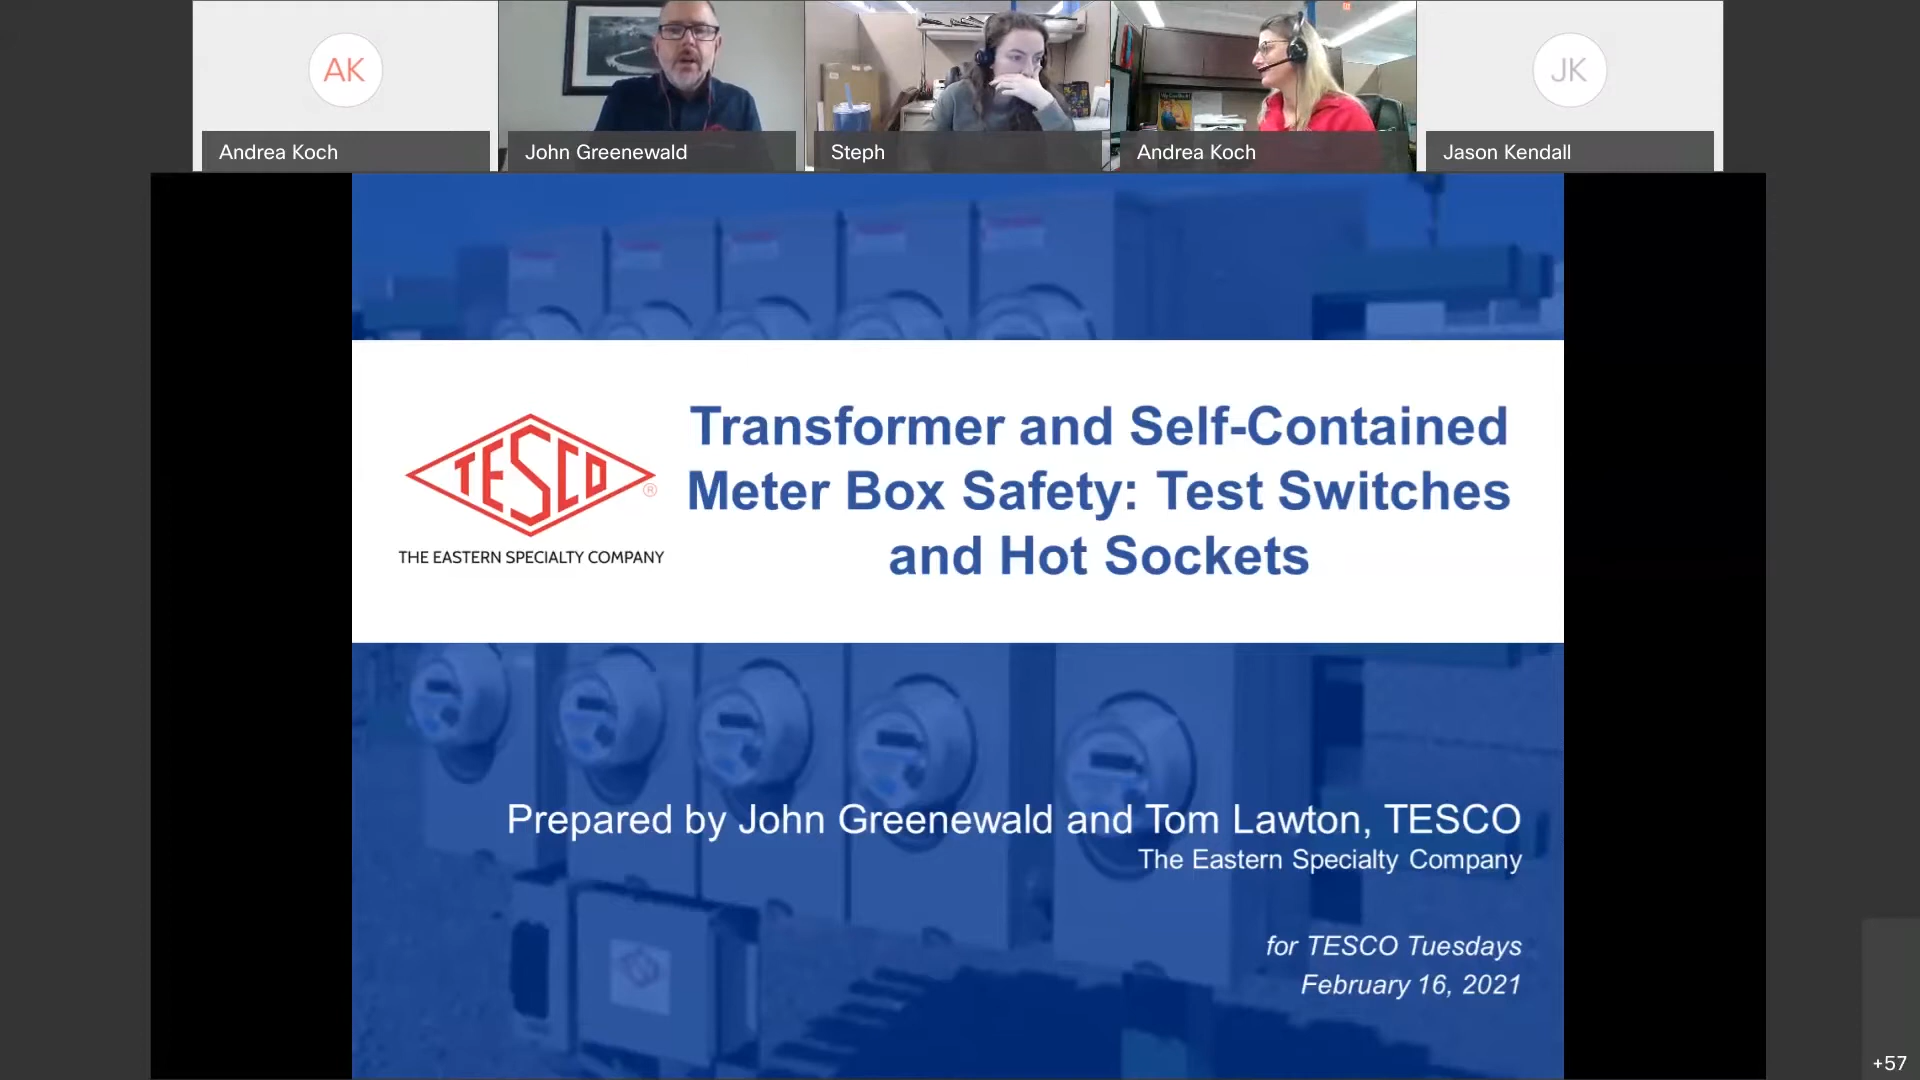 AK
JK
Andrea Koch
John Greenewald
Steph
Andrea Koch
Jason Kendall
TESCO®
THE EASTERN SPECIALTY COMPANY
Transformer and Self-Contained
Meter Box Safety: Test Switches
and Hot Sockets
Prepared by John Greenewald and Tom Lawton, TESCO
The Eastern Specialty Company
for TESCO Tuesdays
February 16, 2021
+57